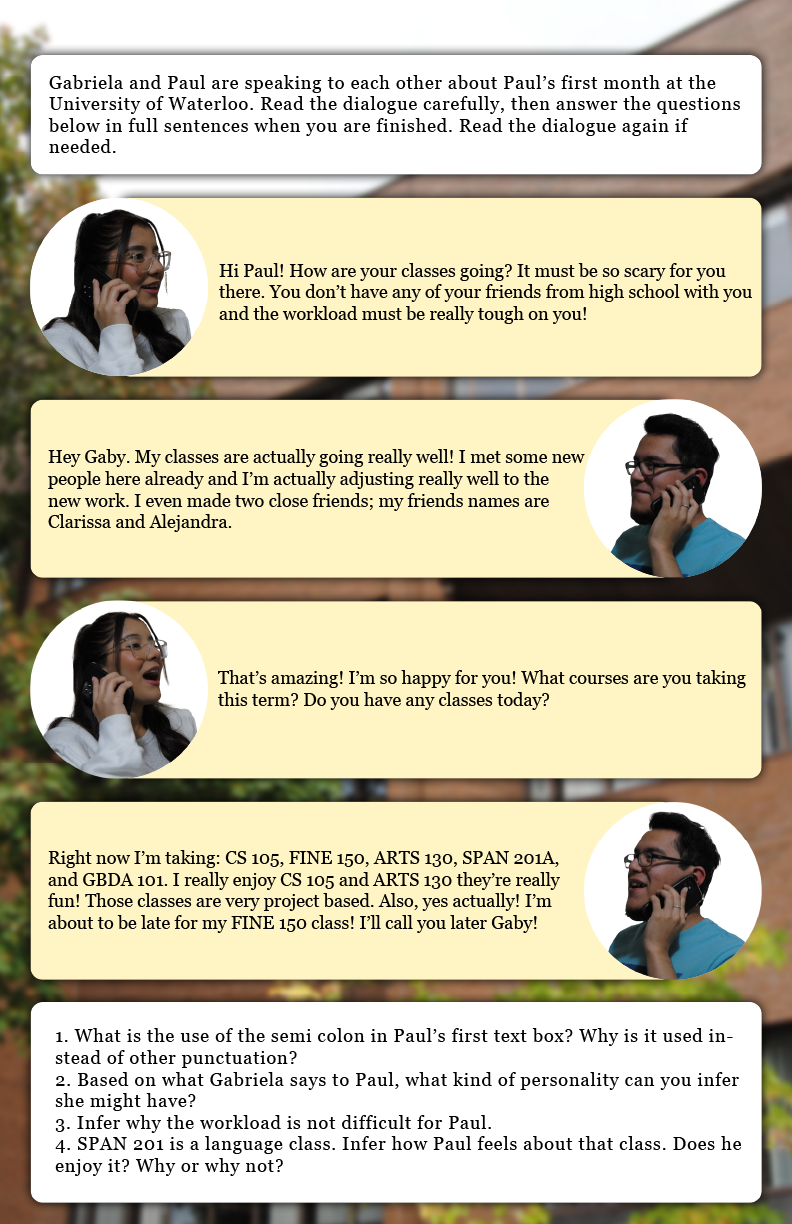 Gabriela and Paul are speaking to each other about Paul's first month at the
University of Waterloo. Read the dialogue carefully, then answer the questions
below in full sentences when you are finished. Read the dialogue again if
needed.
Hi Paul! How are your classes going? It must be so scary for you
there. You don't have any of your friends from high school with you
and the workload must be really tough on you!
Hey Gaby. My classes are actually going really well! I met some new
people here already and I'm actually adjusting really well to the
new work. I even made two close friends; my friends names are
Clarissa and Alejandra.
That's amazing! I'm so happy for you! What courses are you taking
this term? Do you have any classes today?
Right now I'm taking: CS 105, FINE 150, ARTS 130, SPAN 201A,
and GBDA 101. I really enjoy CS 105 and ARTS 130 they're really
fun! Those classes are very project based. Also, yes actually! I'm
about to be late for my FINE 150 class! I'll call you later Gaby!
1. What is the use of the semi colon in Paul's first text box? Why is it used in-
stead of other punctuation?
2. Based on what Gabriela says to Paul, what kind of personality can you infer
she might have?
3. Infer why the workload is not difficult for Paul.
4. SPAN 201 is a language class. Infer how Paul feels about that class. Does he
enjoy it? Why or why not?